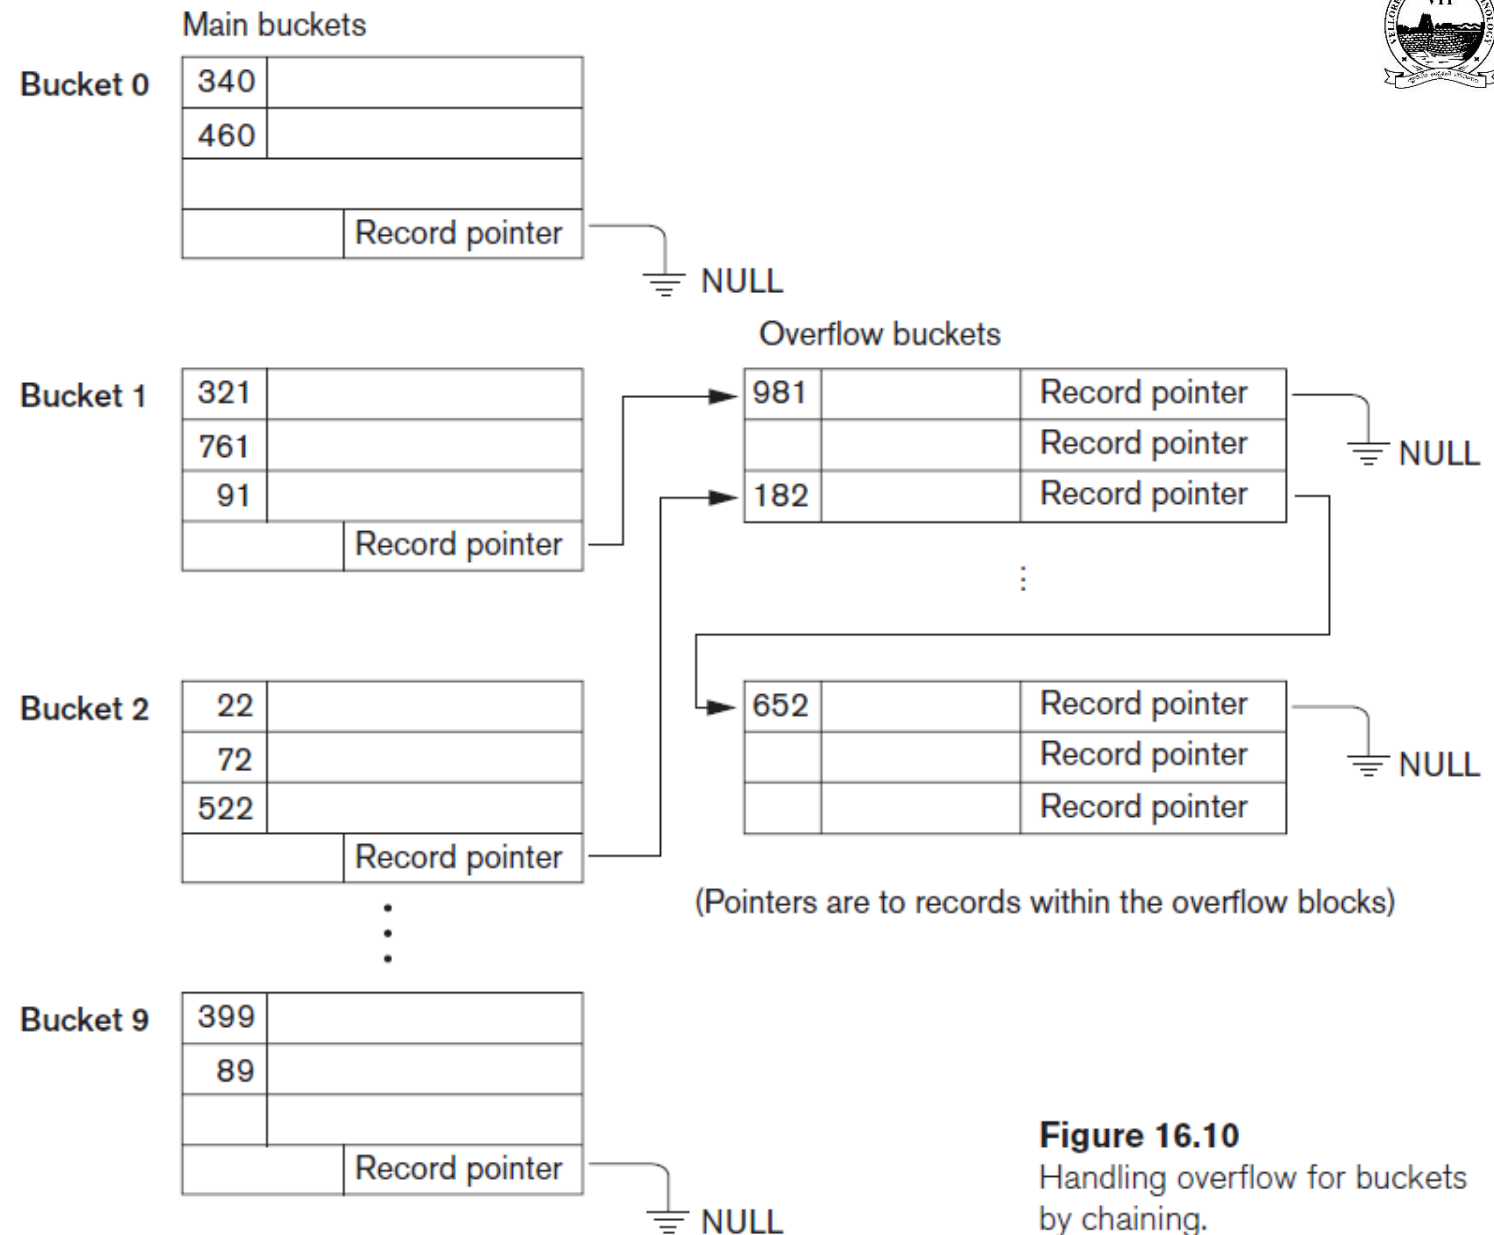 VIT
Main buckets
Bucket 0
340
460
Record pointer
NULL
Overflow buckets
Bucket 1
321
761
91
Record pointer
981 Record pointer
Record pointer
182 Record pointer
NULL
Bucket 2
22
72
522
Record pointer
652 Record pointer
Record pointer
Record pointer
NULL
(Pointers are to records within the overflow blocks)
Bucket 9
399
89
Record pointer
NULL
Figure 16.10
Handling overflow for buckets
by chaining.